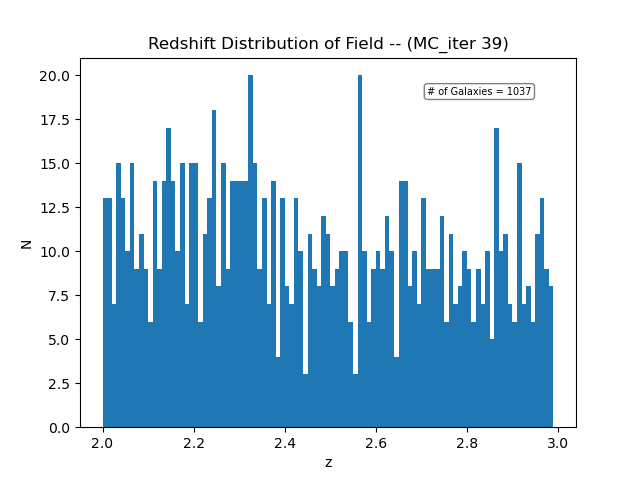 Redshift Distribution of Field -- (MC_iter 39)
# of Galaxies = 1037
N
20.0
17.5
15.0
12.5
10.0
7.5
5.0
2.5
0.0
2.0 2.2 2.4 2.6 2.8 3.0
z